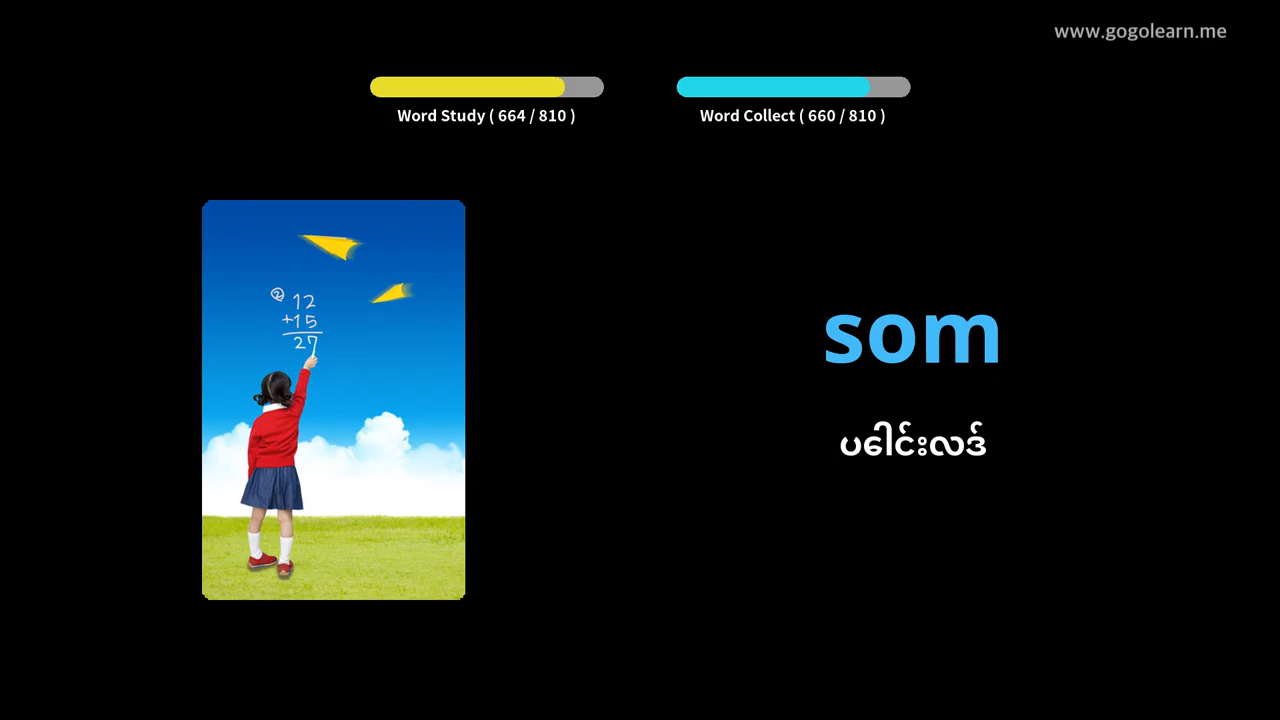 www.gogolearn.me
Word Study ( 664 / 810 )
Word Collect ( 660 / 810 )
② 12
+15
27
som
ပေါင်းလဒ်